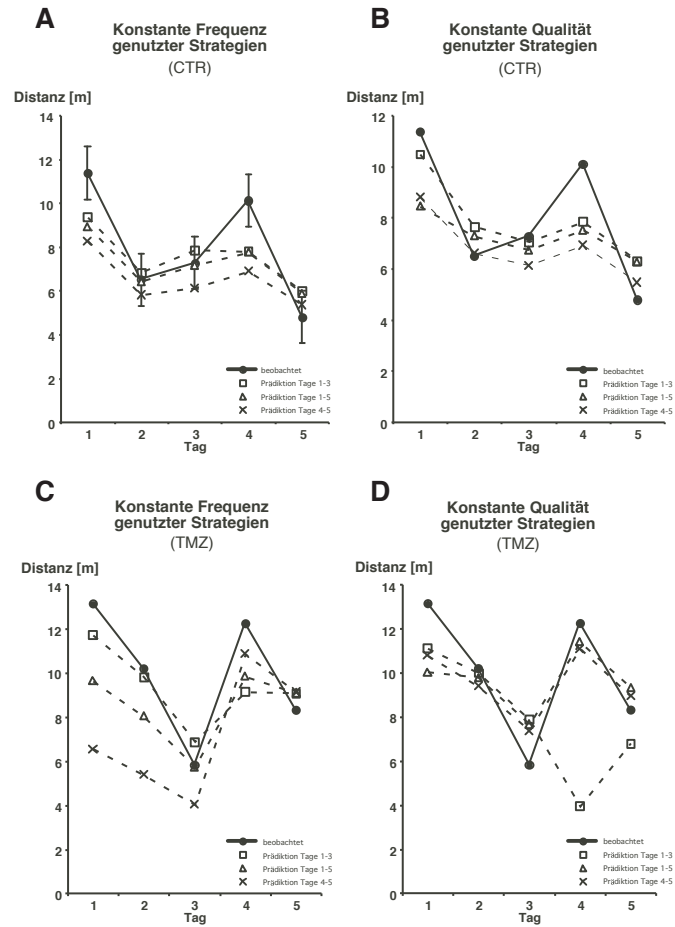 A
Konstante Frequenz
genutzter Strategien
(CTR)
Distanz [m]
14
12
10
8
6
4
2
0
1 2 3 4 5
Tag
beobachtet
Prädiktion Tage 1-3
Prädiktion Tage 1-5
Prädiktion Tage 4-5
B
Konstante Qualität
genutzter Strategien
(CTR)
Distanz [m]
12
10
8
6
4
2
0
1 2 3 4 5
Tag
beobachtet
Prädiktion Tage 1-3
Prädiktion Tage 1-5
Prädiktion Tage 4-5
C
Konstante Frequenz
genutzter Strategien
(TMZ)
Distanz [m]
14
12
10
8
6
4
2
0
1 2 3 4 5
Tag
beobachtet
Prädiktion Tage 1-3
Prädiktion Tage 1-5
Prädiktion Tage 4-5
D
Konstante Qualität
genutzter Strategien
(TMZ)
Distanz [m]
14
12
10
8
6
4
2
0
1 2 3 4 5
Tag
beobachtet
Prädiktion Tage 1-3
Prädiktion Tage 1-5
Prädiktion Tage 4-5